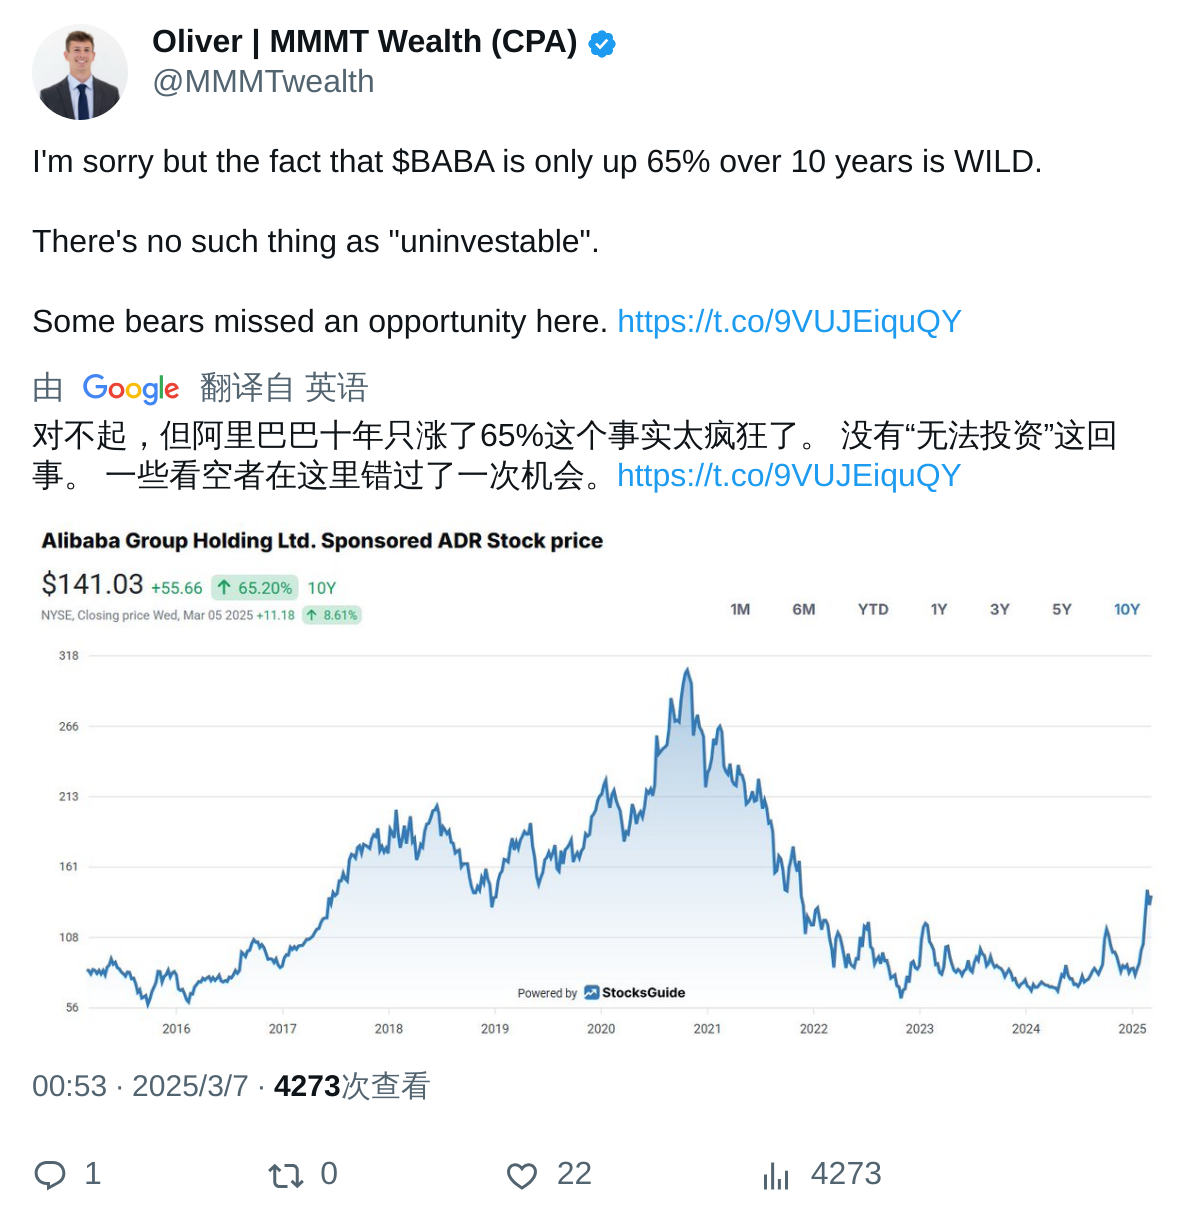 Oliver | MMMT Wealth (CPA)
@MMMTwealth
I'm sorry but the fact that $BABA is only up 65% over 10 years is WILD.
There's no such thing as "uninvestable".
Some bears missed an opportunity here. https://t.co/9VUJEiquQY
由 Google 翻译自 英语
对不起，但阿里巴巴十年只涨了65%这个事实太疯狂了。 没有“无法投资”这回
事。 一些看空者在这里错过了一次机会。https://t.co/9VUJEiquQY
Alibaba Group Holding Ltd. Sponsored ADR Stock price
$141.03 +55.66 ↑ 65.20% 10Y
NYSE, Closing price Wed, Mar 05 2025 +11.18 ↑ 8.61%
1M 6M YTD 1Y 3Y 5Y 10Y
318
266
213
161
108
56
Powered by StocksGuide
2016 2017 2018 2019 2020 2021 2022 2023 2024 2025
00:53 · 2025/3/7 · 4273次查看
1 0 22 4273